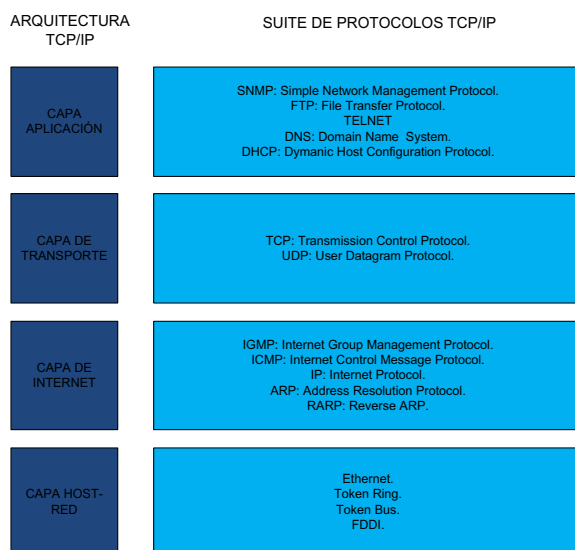 ARQUITECTURA
TCP/IP
SUITE DE PROTOCOLOS TCP/IP
CAPA
APLICACIÓN
SNMP: Simple Network Management Protocol.
FTP: File Transfer Protocol.
TELNET
DNS: Domain Name System.
DHCP: Dymanic Host Configuration Protocol.
CAPA DE
TRANSPORTE
TCP: Transmission Control Protocol.
UDP: User Datagram Protocol.
CAPA DE
INTERNET
IGMP: Internet Group Management Protocol.
ICMP: Internet Control Message Protocol.
IP: Internet Protocol.
ARP: Address Resolution Protocol.
RARP: Reverse ARP.
CAPA HOST-
RED
Ethernet.
Token Ring.
Token Bus.
FDDI.